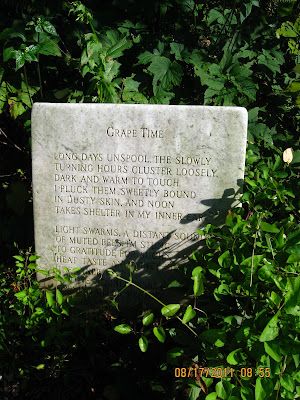 GRAPE TIME
LONG DAYS UNSPOOL, THE SLOWLY
TURNING HOURS CLUSTER LOOSELY,
DARK AND WARM TO TOUCH.
I PLUCK THEM SWEETLY BOUND
IN DUSTY SKIN, AND NOON
TAKES SHELTER IN MY INNER
LIGHT SWARMS, A DISTANT
OF MUTED BELLS. I'M
TO GRATITUDE
HEAT TASTE
08/17/2011 08:55